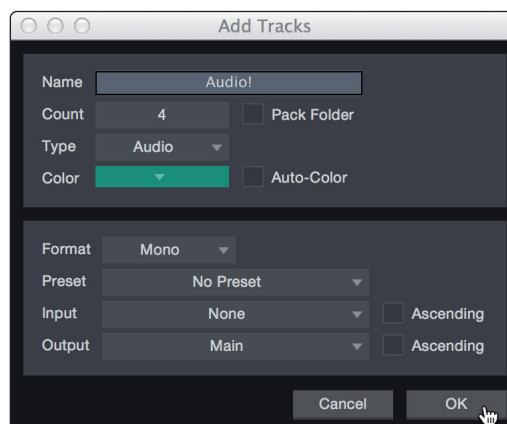 Add Tracks
Name Audio!
Count 4 Pack Folder
Type Audio
Color Auto-Color
Format Mono
Preset No Preset
Input None Ascending
Output Main Ascending
Cancel OK